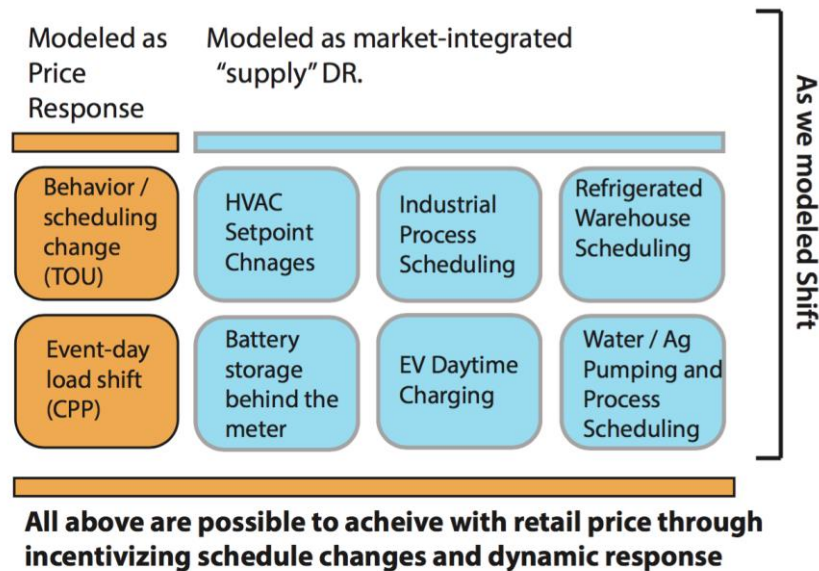 Modeled as
Price
Response
Modeled as market-integrated
"supply" DR.
Behavior /
scheduling
change
(TOU)
HVAC
Setpoint
Chnages
Industrial
Process
Scheduling
Refrigerated
Warehouse
Scheduling
Event-day
load shift
(CPP)
Battery
storage
behind the
meter
EV Daytime
Charging
Water / Ag
Pumping and
Process
Scheduling
As we modeled Shift
All above are possible to acheive with retail price through
incentivizing schedule changes and dynamic response